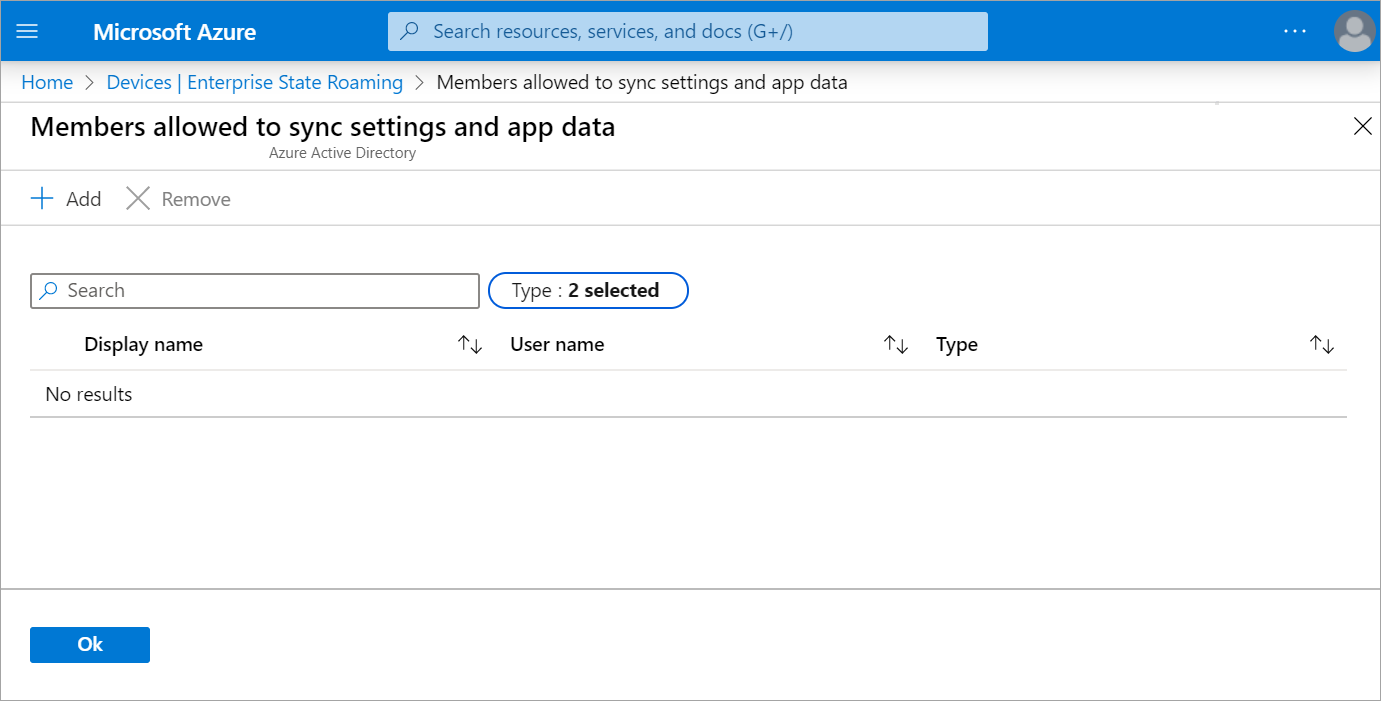 Microsoft Azure
Search resources, services, and docs (G+/)
Home > Devices | Enterprise State Roaming > Members allowed to sync settings and app data
Members allowed to sync settings and app data
Azure Active Directory
Add Remove
Search Type : 2 selected
Display name User name Type
No results
Ok